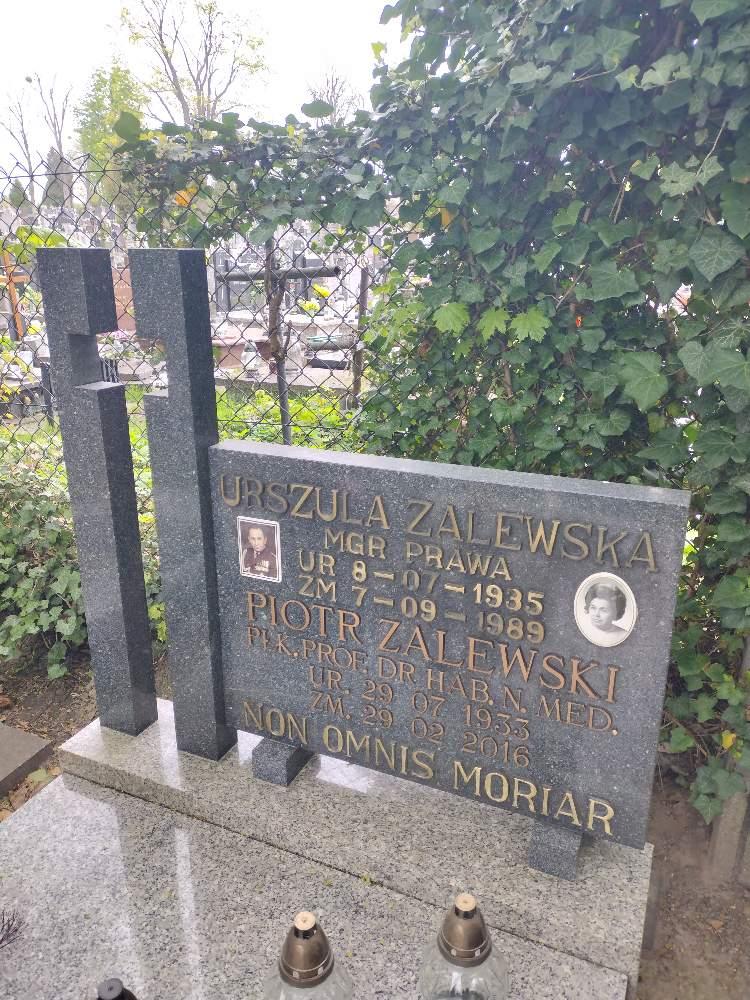 URSZULA ZALEWSKA
MGR PRAWA
UR 8-07-1935
ZM 7-09-1989
PIOTR ZALEWSKI
PŁK. PROF. DR. HAB. N. MED.
UR. 29 07 1933
ZM. 29 02 2016
NON OMNIS MORIAR